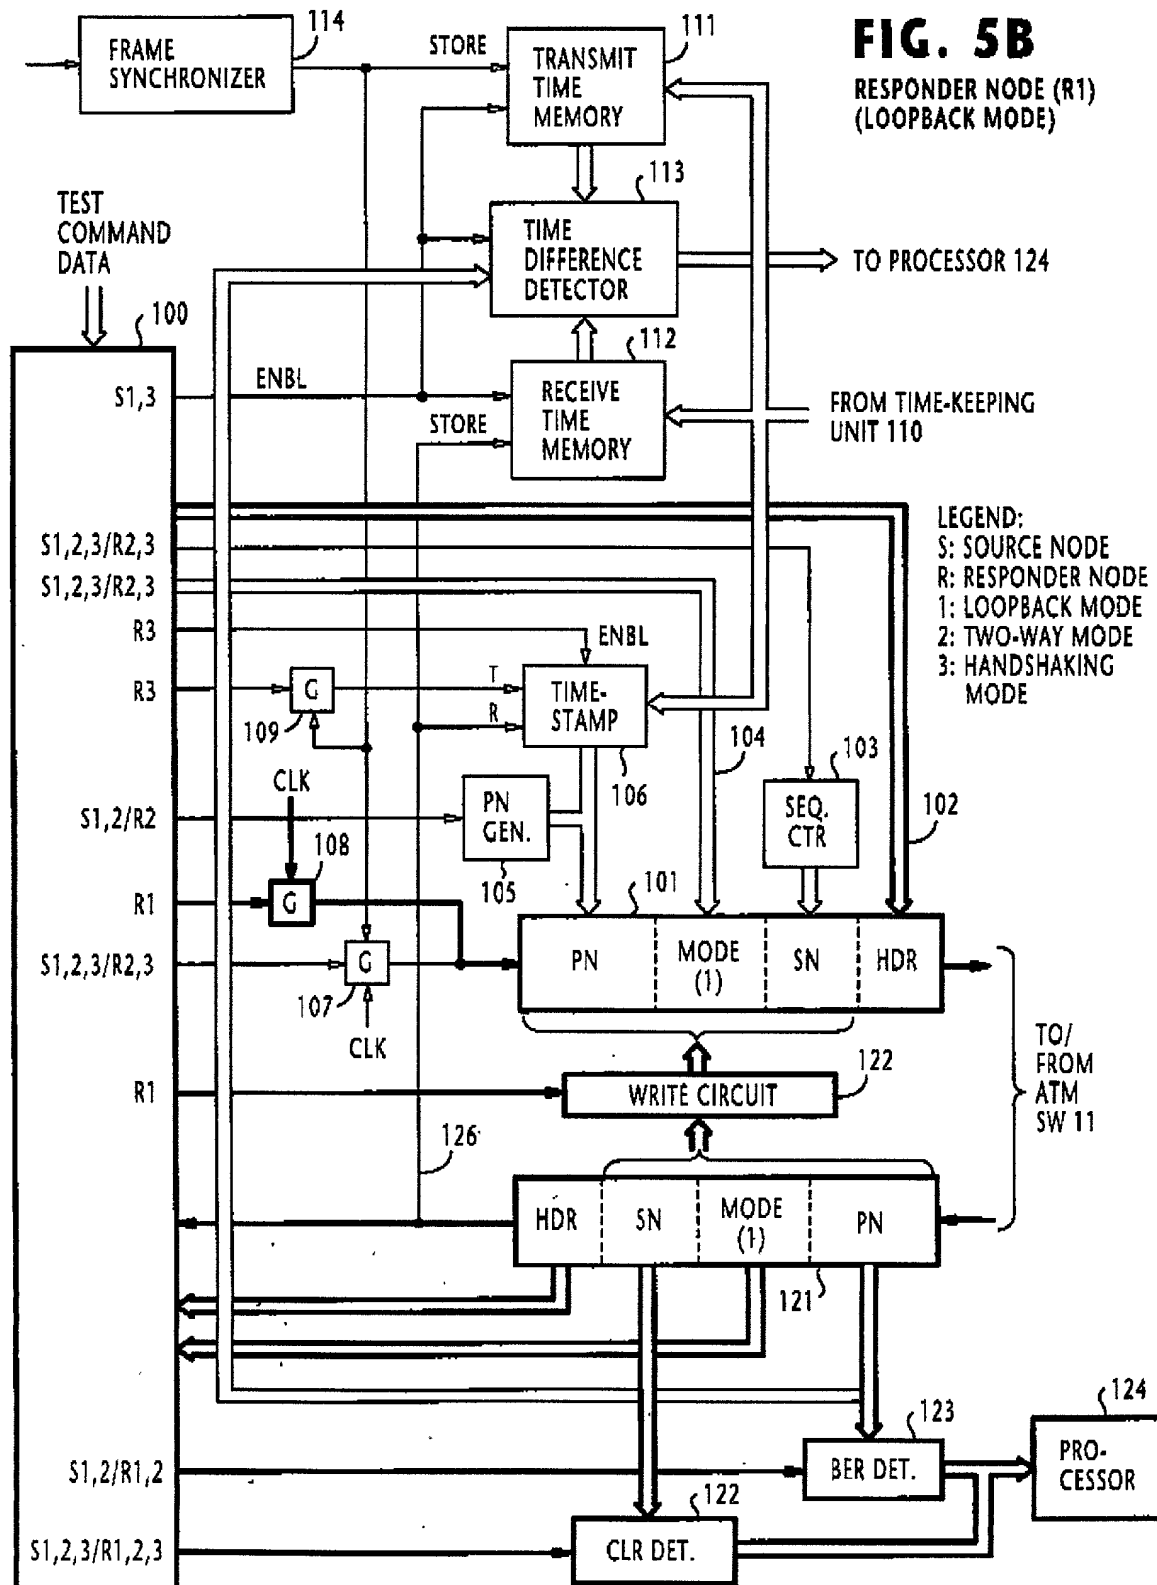 FIG. 5B
RESPONDER NODE (R1)
(LOOPBACK MODE)
114
FRAME
SYNCHRONIZER
STORE
111
TRANSMIT
TIME
MEMORY
TEST
COMMAND
DATA
113
TIME
DIFFERENCE
DETECTOR
TO PROCESSOR 124
100
S1,3
ENBL
STORE
112
RECEIVE
TIME
MEMORY
FROM TIME-KEEPING
UNIT 110
LEGEND:
S: SOURCE NODE
R: RESPONDER NODE
1: LOOPBACK MODE
2: TWO-WAY MODE
3: HANDSHAKING
MODE
S1,2,3/R2,3
S1,2,3/R2,3
R3
ENBL
R3
G
109
T
R
TIME-
STAMP
106
104
103
SEQ.
CTR
102
CLK
S1,2/R2
PN
GEN.
105
108
R1
G
101
PN
MODE
(1)
SN
HDR
S1,2,3/R2,3
G
107
CLK
TO/
FROM
ATM
SW 11
R1
WRITE CIRCUIT
122
126
HDR
SN
MODE
(1)
PN
121
123
124
S1,2/R1,2
BER DET.
PRO-
CESSOR
122
S1,2,3/R1,2,3
CLR DET.